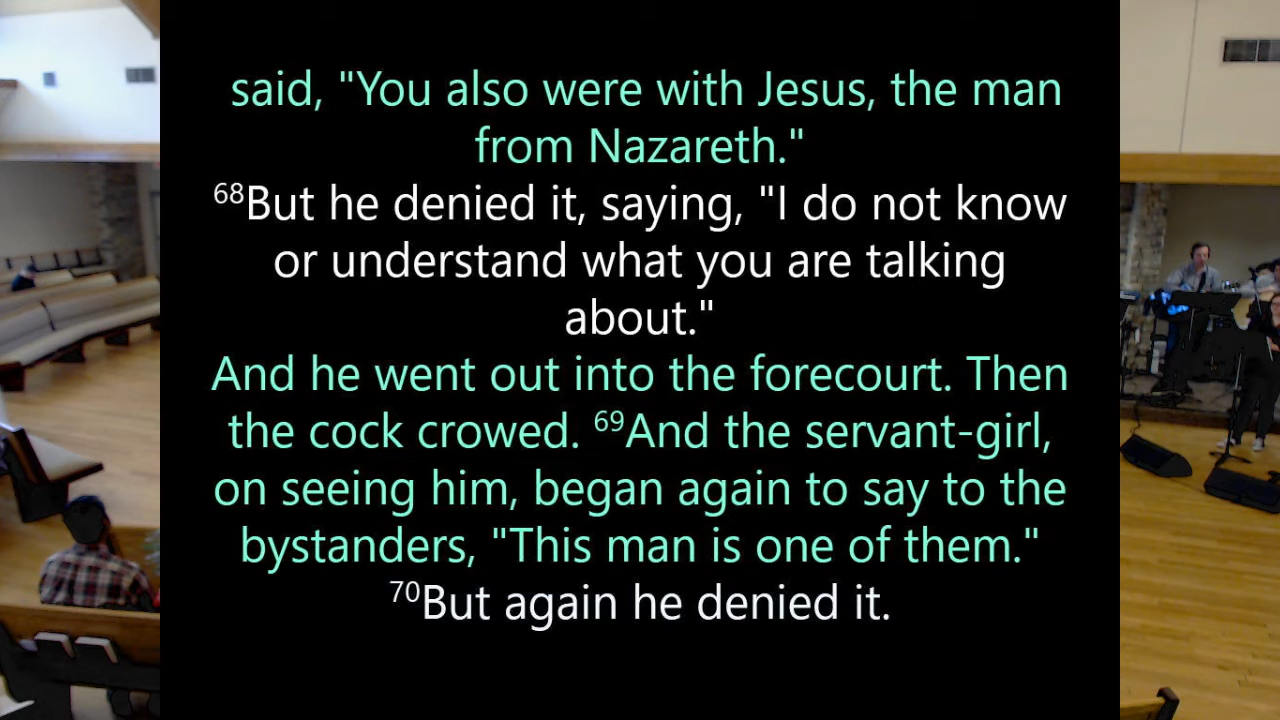 said, "You also were with Jesus, the man
from Nazareth."
⁶⁸But he denied it, saying, "I do not know
or understand what you are talking
about."
And he went out into the forecourt. Then
the cock crowed. ⁶⁹And the servant-girl,
on seeing him, began again to say to the
bystanders, "This man is one of them."
⁷⁰But again he denied it.